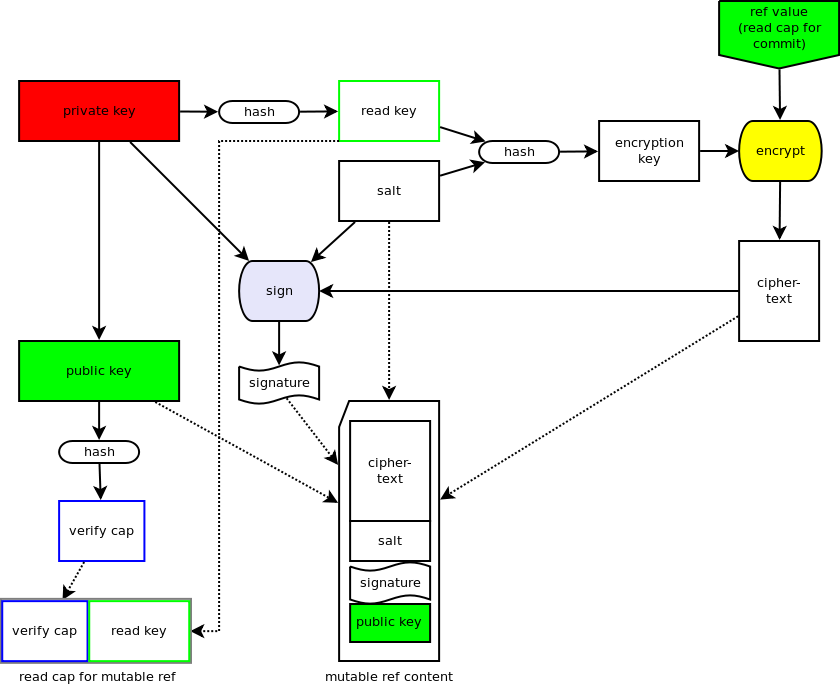 ref value
(read cap for
commit)
private key
hash
read key
hash
encryption
key
encrypt
salt
sign
cipher-
text
public key
signature
hash
cipher-
text
verify cap
salt
signature
public key
verify cap
read key
read cap for mutable ref
mutable ref content